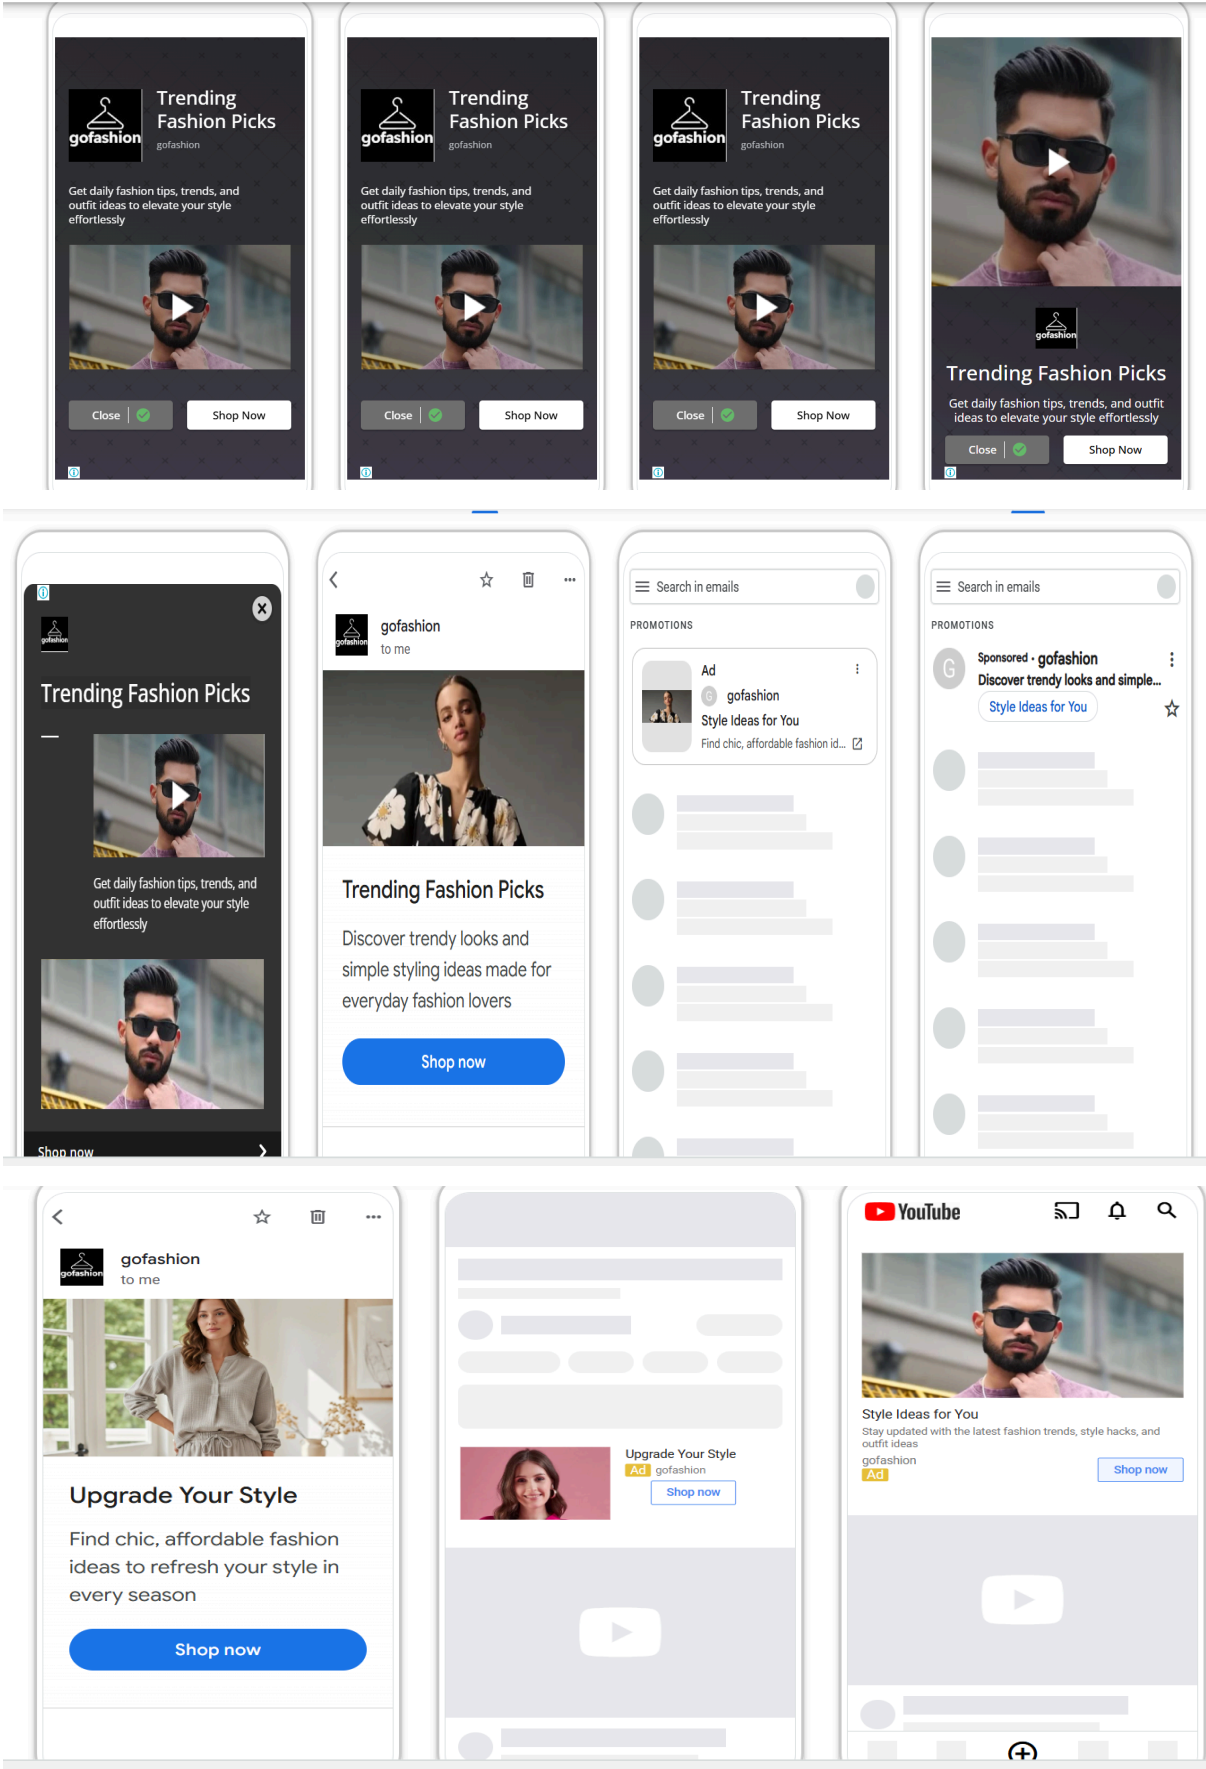 gofashion
Trending
Fashion Picks
gofashion
Get daily fashion tips, trends, and
outfit ideas to elevate your style
effortlessly
Close
Shop Now
gofashion
Trending
Fashion Picks
gofashion
Get daily fashion tips, trends, and
outfit ideas to elevate your style
effortlessly
Close
Shop Now
gofashion
Trending
Fashion Picks
gofashion
Get daily fashion tips, trends, and
outfit ideas to elevate your style
effortlessly
Close
Shop Now
gofashion
Trending Fashion Picks
Get daily fashion tips, trends, and outfit
ideas to elevate your style effortlessly
Close
Shop Now
gofashion
Trending Fashion Picks
Get daily fashion tips, trends, and
outfit ideas to elevate your style
effortlessly
Shop now
gofashion
gofashion
to me
Trending Fashion Picks
Discover trendy looks and
simple styling ideas made for
everyday fashion lovers
Shop now
Search in emails
PROMOTIONS
Ad
G gofashion
Style Ideas for You
Find chic, affordable fashion id...
Search in emails
PROMOTIONS
G
Sponsored · gofashion
Discover trendy looks and simple...
Style Ideas for You
gofashion
gofashion
to me
Upgrade Your Style
Find chic, affordable fashion
ideas to refresh your style in
every season
Shop now
Upgrade Your Style
Ad gofashion
Shop now
YouTube
Style Ideas for You
Stay updated with the latest fashion trends, style hacks, and
outfit ideas
gofashion
Ad
Shop now